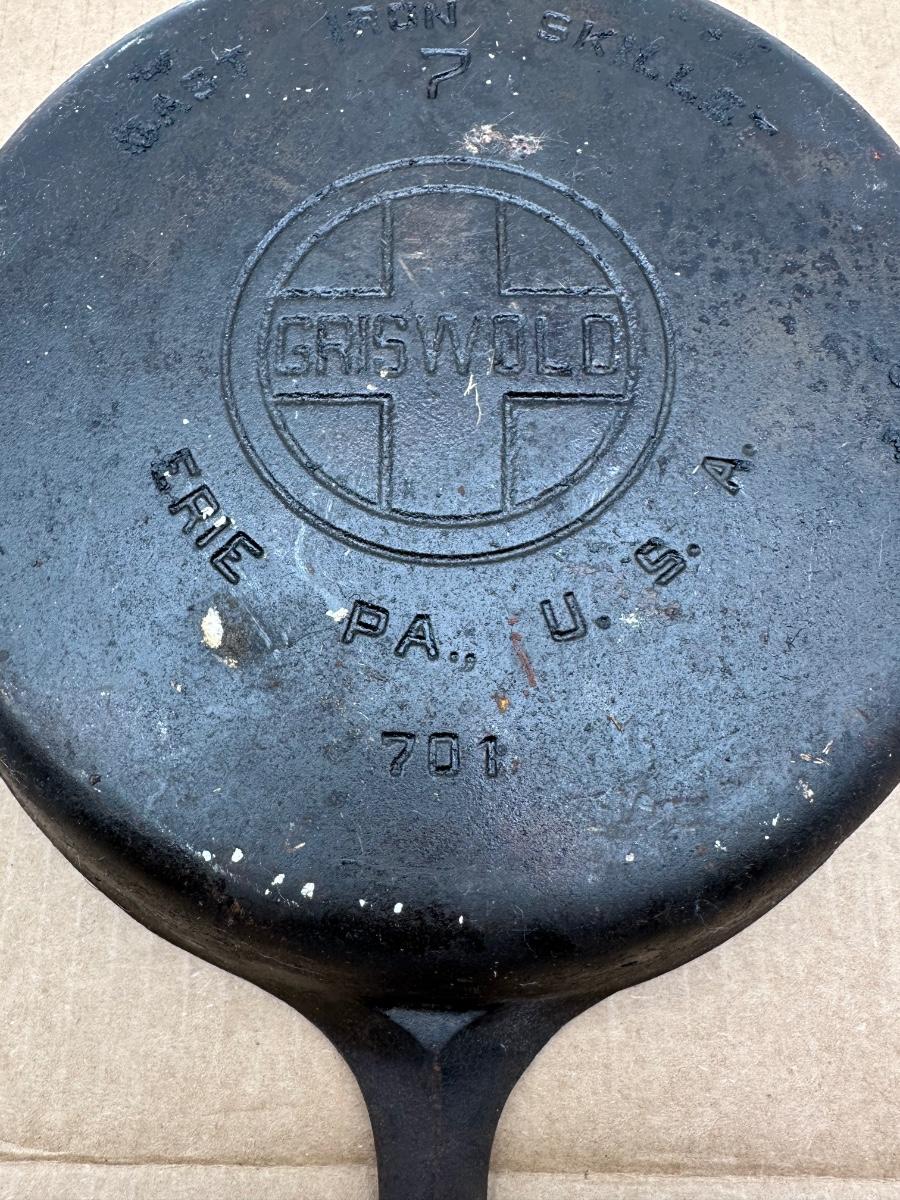 CAST IRON SKILLET
7
GRISWOLD
ERIE PA., U.S.A.
701